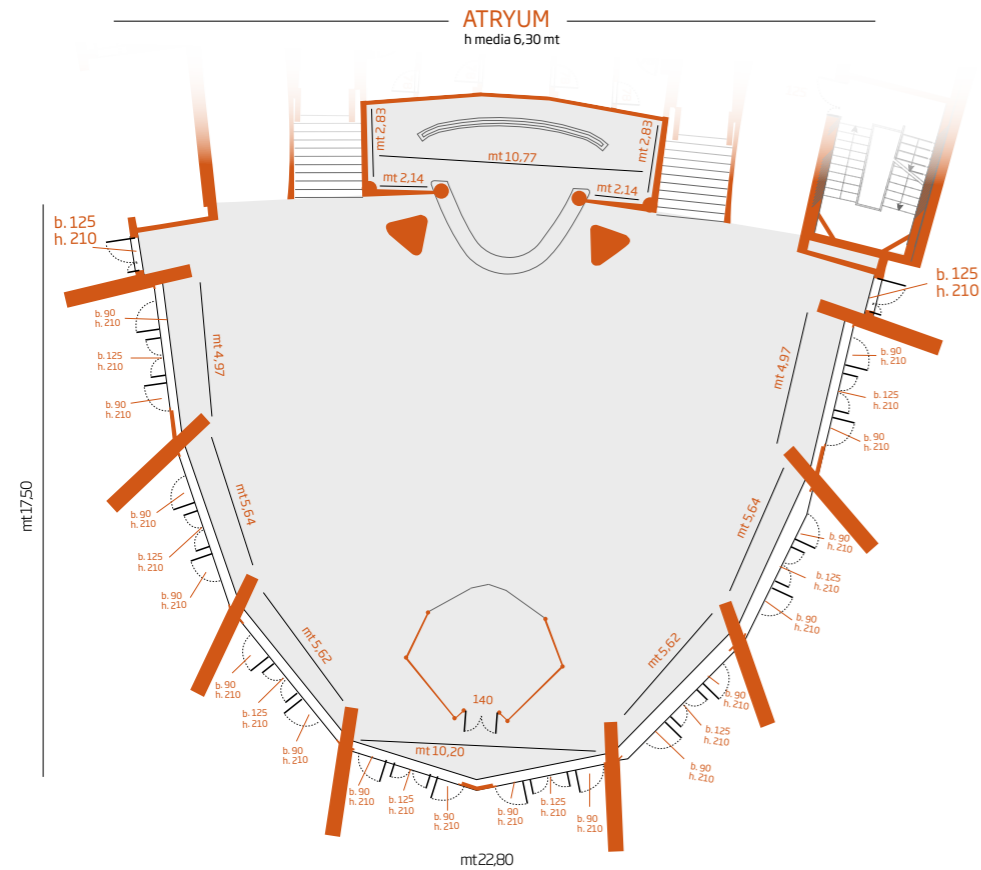 ATRYUM
h media 6,30 mt
mt 2,83
mt 2,83
mt 10,77
mt 2,14
mt 2,14
b. 125
h. 210
b. 125
h. 210
b. 90
h. 210
b. 125
h. 210
b. 90
h. 210
mt 4,97
mt 4,97
b. 90
h. 210
b. 125
h. 210
b. 90
h. 210
mt 17,50
mt 5,64
mt 5,64
b. 90
h. 210
b. 125
h. 210
b. 90
h. 210
b. 90
h. 210
b. 125
h. 210
b. 90
h. 210
mt 5,62
mt 5,62
b. 90
h. 210
b. 125
h. 210
b. 90
h. 210
b. 90
h. 210
b. 125
h. 210
b. 90
h. 210
140
mt 10,20
b. 90
h. 210
b. 125
h. 210
b. 90
h. 210
b. 90
h. 210
b. 125
h. 210
b. 90
h. 210
mt 22,80